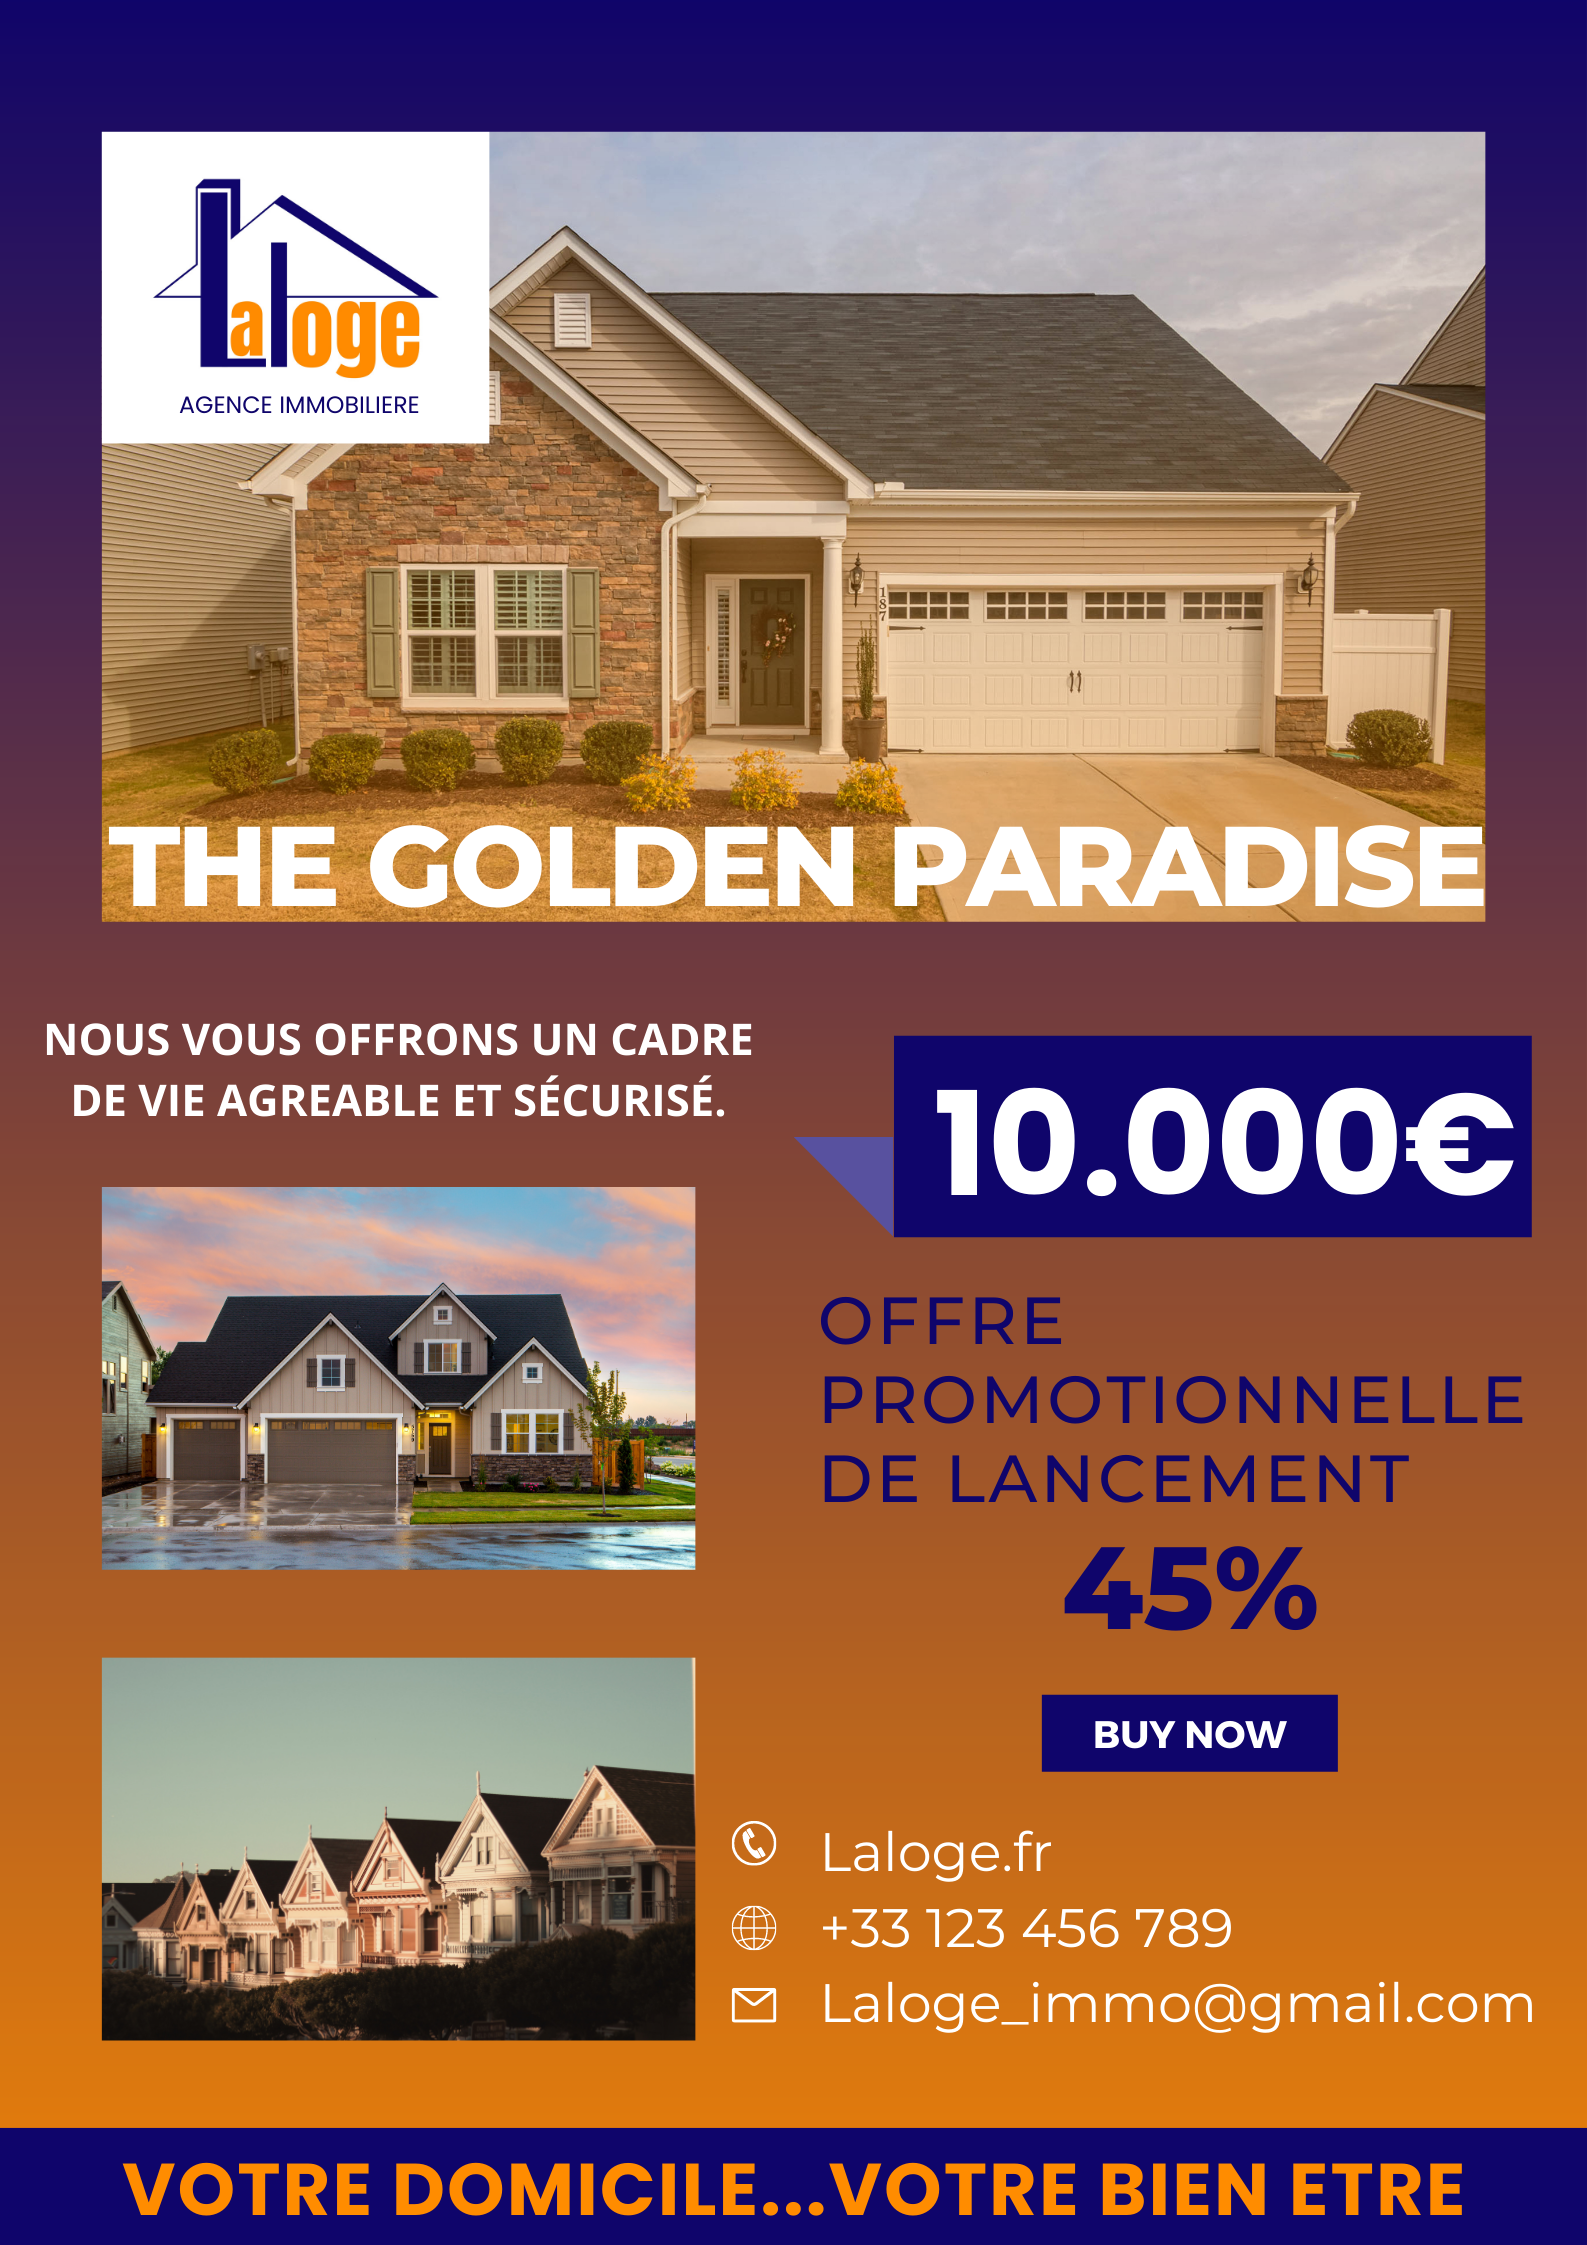 Laloge
AGENCE IMMOBILIERE
187
THE GOLDEN PARADISE
NOUS VOUS OFFRONS UN CADRE
DE VIE AGREABLE ET SÉCURISÉ.
10.000€
OFFRE
PROMOTIONNELLE
DE LANCEMENT
45%
BUY NOW
Laloge.fr
+33 123 456 789
Laloge_immo@gmail.com
VOTRE DOMICILE...VOTRE BIEN ETRE